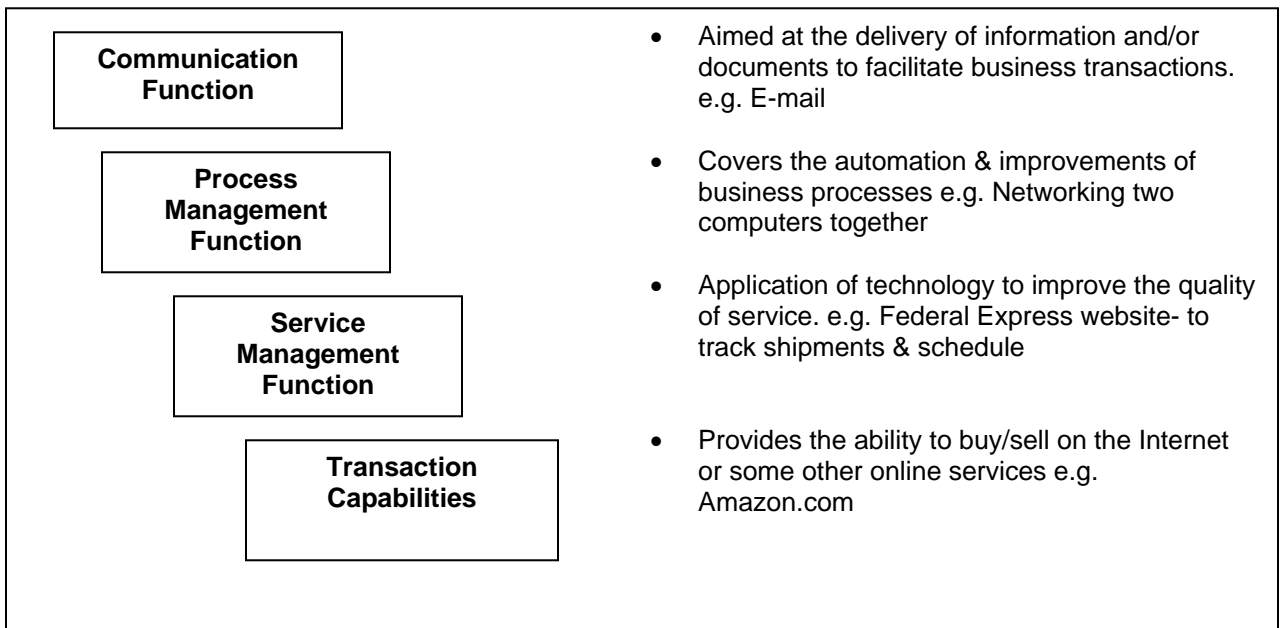 Communication
Function
• Aimed at the delivery of information and/or
documents to facilitate business transactions.
e.g. E-mail
Process
Management
Function
• Covers the automation & improvements of
business processes e.g. Networking two
computers together
Service
Management
Function
• Application of technology to improve the quality
of service. e.g. Federal Express website- to
track shipments & schedule
Transaction
Capabilities
• Provides the ability to buy/sell on the Internet
or some other online services e.g.
Amazon.com